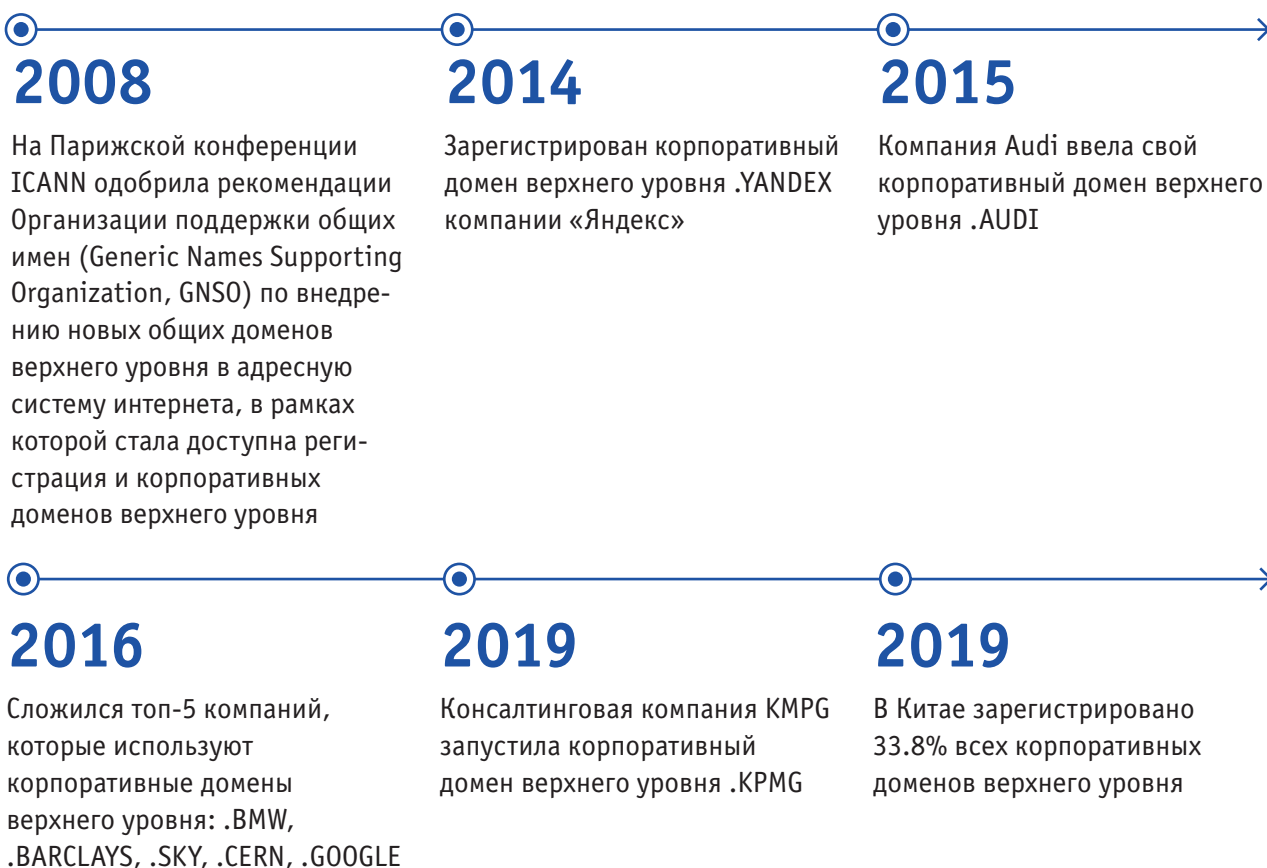 2008
На Парижской конференции
ICANN одобрила рекомендации
Организации поддержки общих
имен (Generic Names Supporting
Organization, GNSO) по внедре-
нию новых общих доменов
верхнего уровня в адресную
систему интернета, в рамках
которой стала доступна реги-
страция и корпоративных
доменов верхнего уровня
2014
Зарегистрирован корпоративный
домен верхнего уровня .YANDEX
компании «Яндекс»
2015
Компания Audi ввела свой
корпоративный домен верхнего
уровня .AUDI
2016
Сложился топ-5 компаний,
которые используют
корпоративные домены
верхнего уровня: .BMW,
.BARCLAYS, .SKY, .CERN, .GOOGLE
2019
Консалтинговая компания KMPG
запустила корпоративный
домен верхнего уровня .KPMG
2019
В Китае зарегистрировано
33.8% всех корпоративных
доменов верхнего уровня